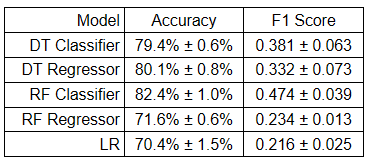 Model Accuracy F1 Score
DT Classifier 79.4% ± 0.6% 0.381 ± 0.063
DT Regressor 80.1% ± 0.8% 0.332 ± 0.073
RF Classifier 82.4% ± 1.0% 0.474 ± 0.039
RF Regressor 71.6% ± 0.6% 0.234 ± 0.013
LR 70.4% ± 1.5% 0.216 ± 0.025